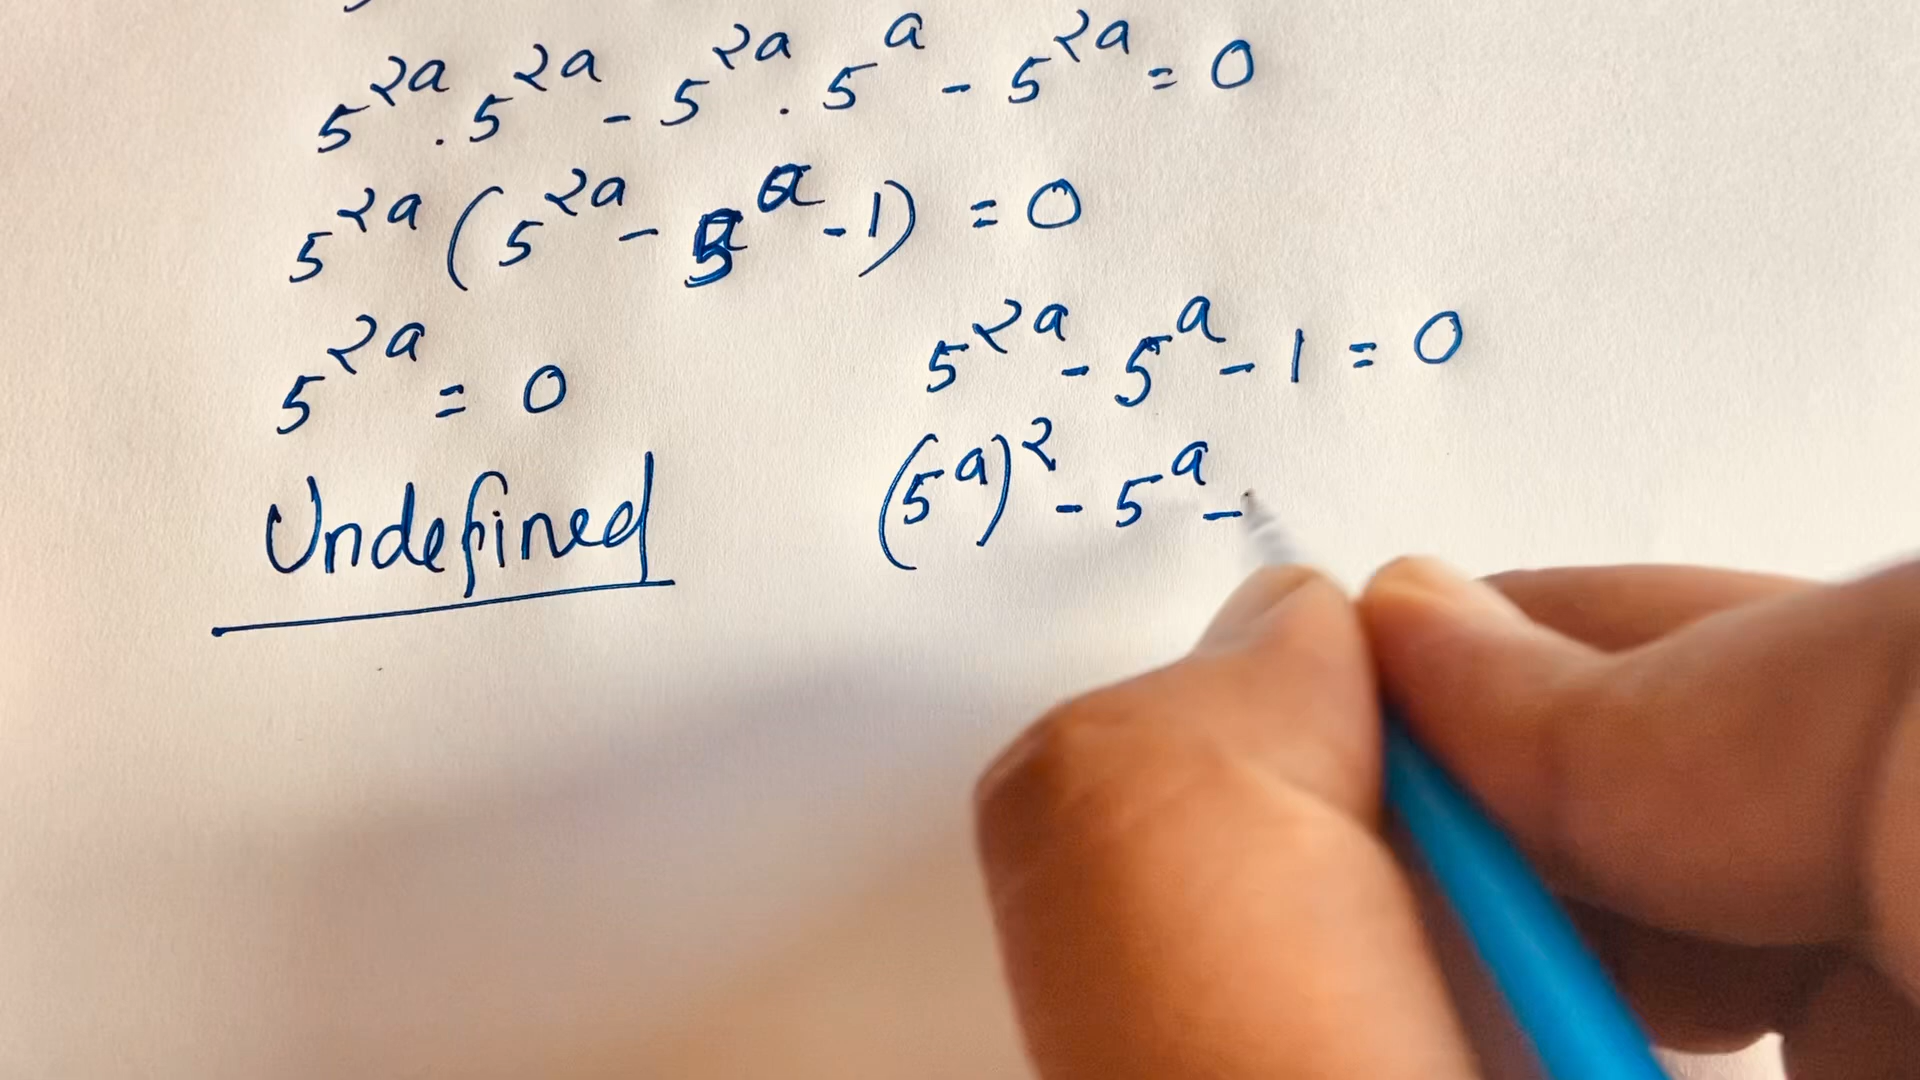 5^{2a} . 5^{2a} - 5^{2a} . 5^{a} - 5^{2a} = 0
5^{2a} (5^{2a} - 5^{a} - 1) = 0
5^{2a} = 0
Undefined
5^{2a} - 5^{a} - 1 = 0
(5^{a})^{2} - 5^{a} -